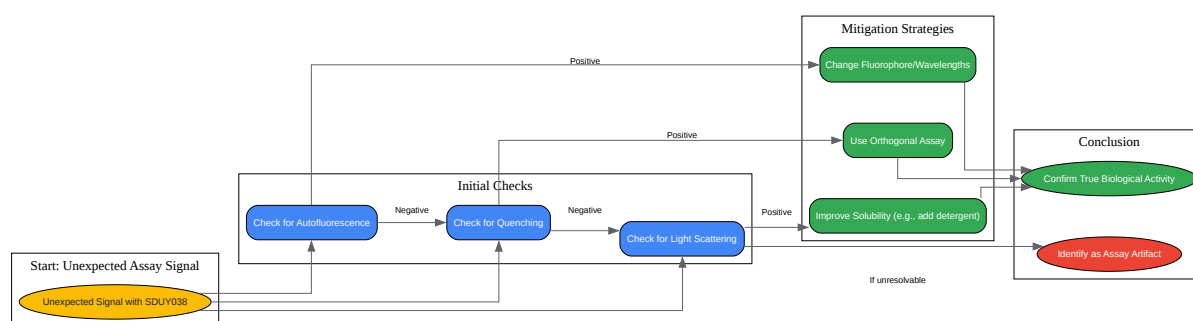 Mitigation Strategies
Positive
Change Fluorophore/Wavelengths
Positive
Use Orthogonal Assay
Conclusion
Confirm True Biological Activity
Initial Checks
Check for Autofluorescence
Negative
Check for Quenching
Negative
Check for Light Scattering
Positive
Improve Solubility (e.g., add detergent)
Identify as Assay Artifact
If unresolvable
Start: Unexpected Assay Signal
Unexpected Signal with SDUY038